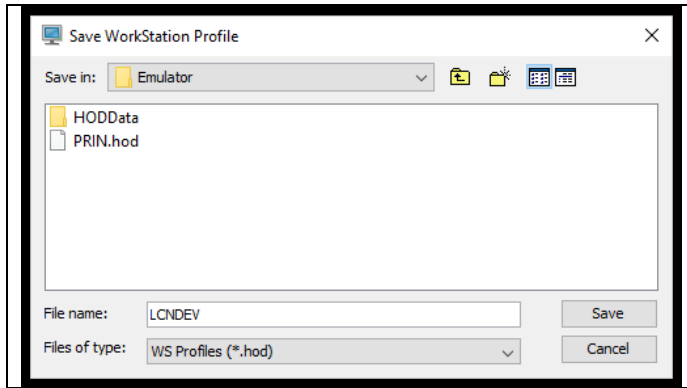 Save WorkStation Profile
Save in: Emulator
HODData
PRIN.hod
File name: LCNDEV Save
Files of type: WS Profiles (*.hod) Cancel